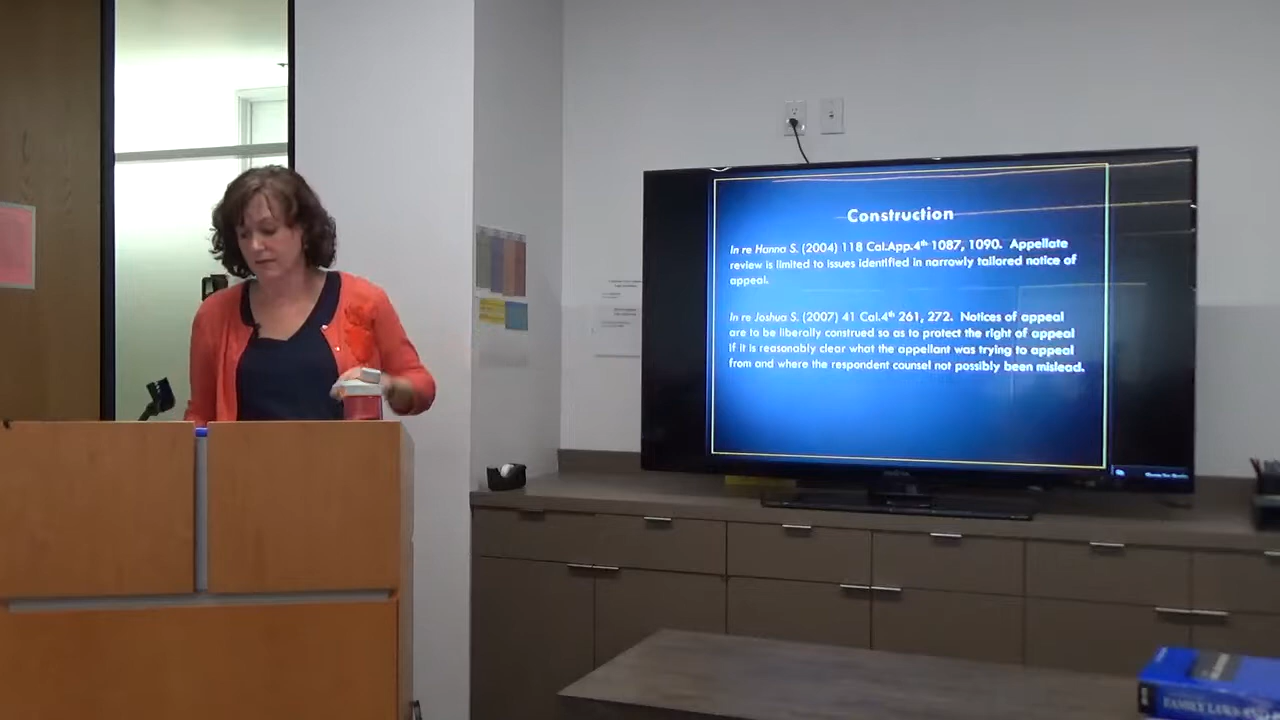 Construction
In re Hanna S. (2004) 118 Cal.App.4th 1087, 1090. Appellate
review is limited to issues identified in narrowly tailored notice of
appeal.
In re Joshua S. (2007) 41 Cal.4th 261, 272. Notices of appeal
are to be liberally construed so as to protect the right of appeal
if it is reasonably clear what the appellant was trying to appeal
from and where the respondent counsel not possibly been mislead.
FAMILY LAWS